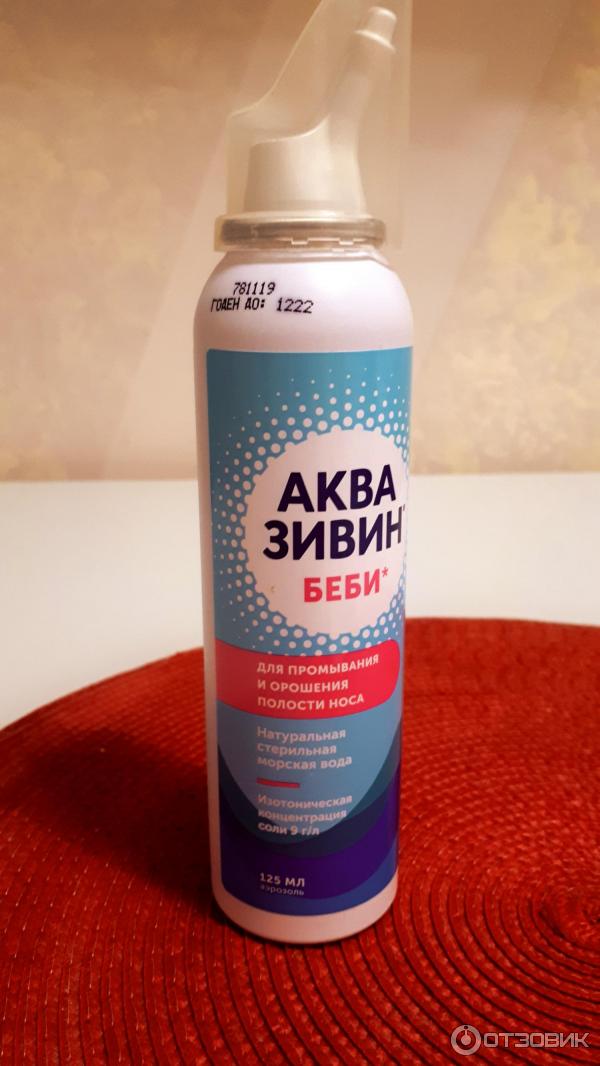 781119
ГОДЕН ДО: 1222
АКВА
ЗИВИН*
БЕБИ*
ДЛЯ ПРОМЫВАНИЯ
И ОРОШЕНИЯ
ПОЛОСТИ НОСА
Натуральная
стерильная
морская вода
Изотоническая
концентрация
соли 9 г/л
125 МЛ
аэрозоль
ОТЗОВИК